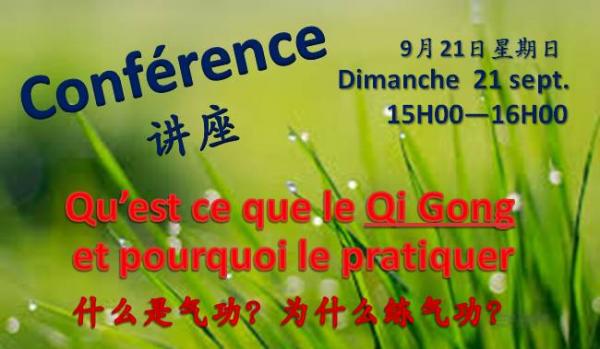 Conférence
讲座
9月21日星期日
Dimanche 21 sept.
15H00—16H00
Qu'est ce que le Qi Gong
et pourquoi le pratiquer
什么是气功? 为什么练气功?